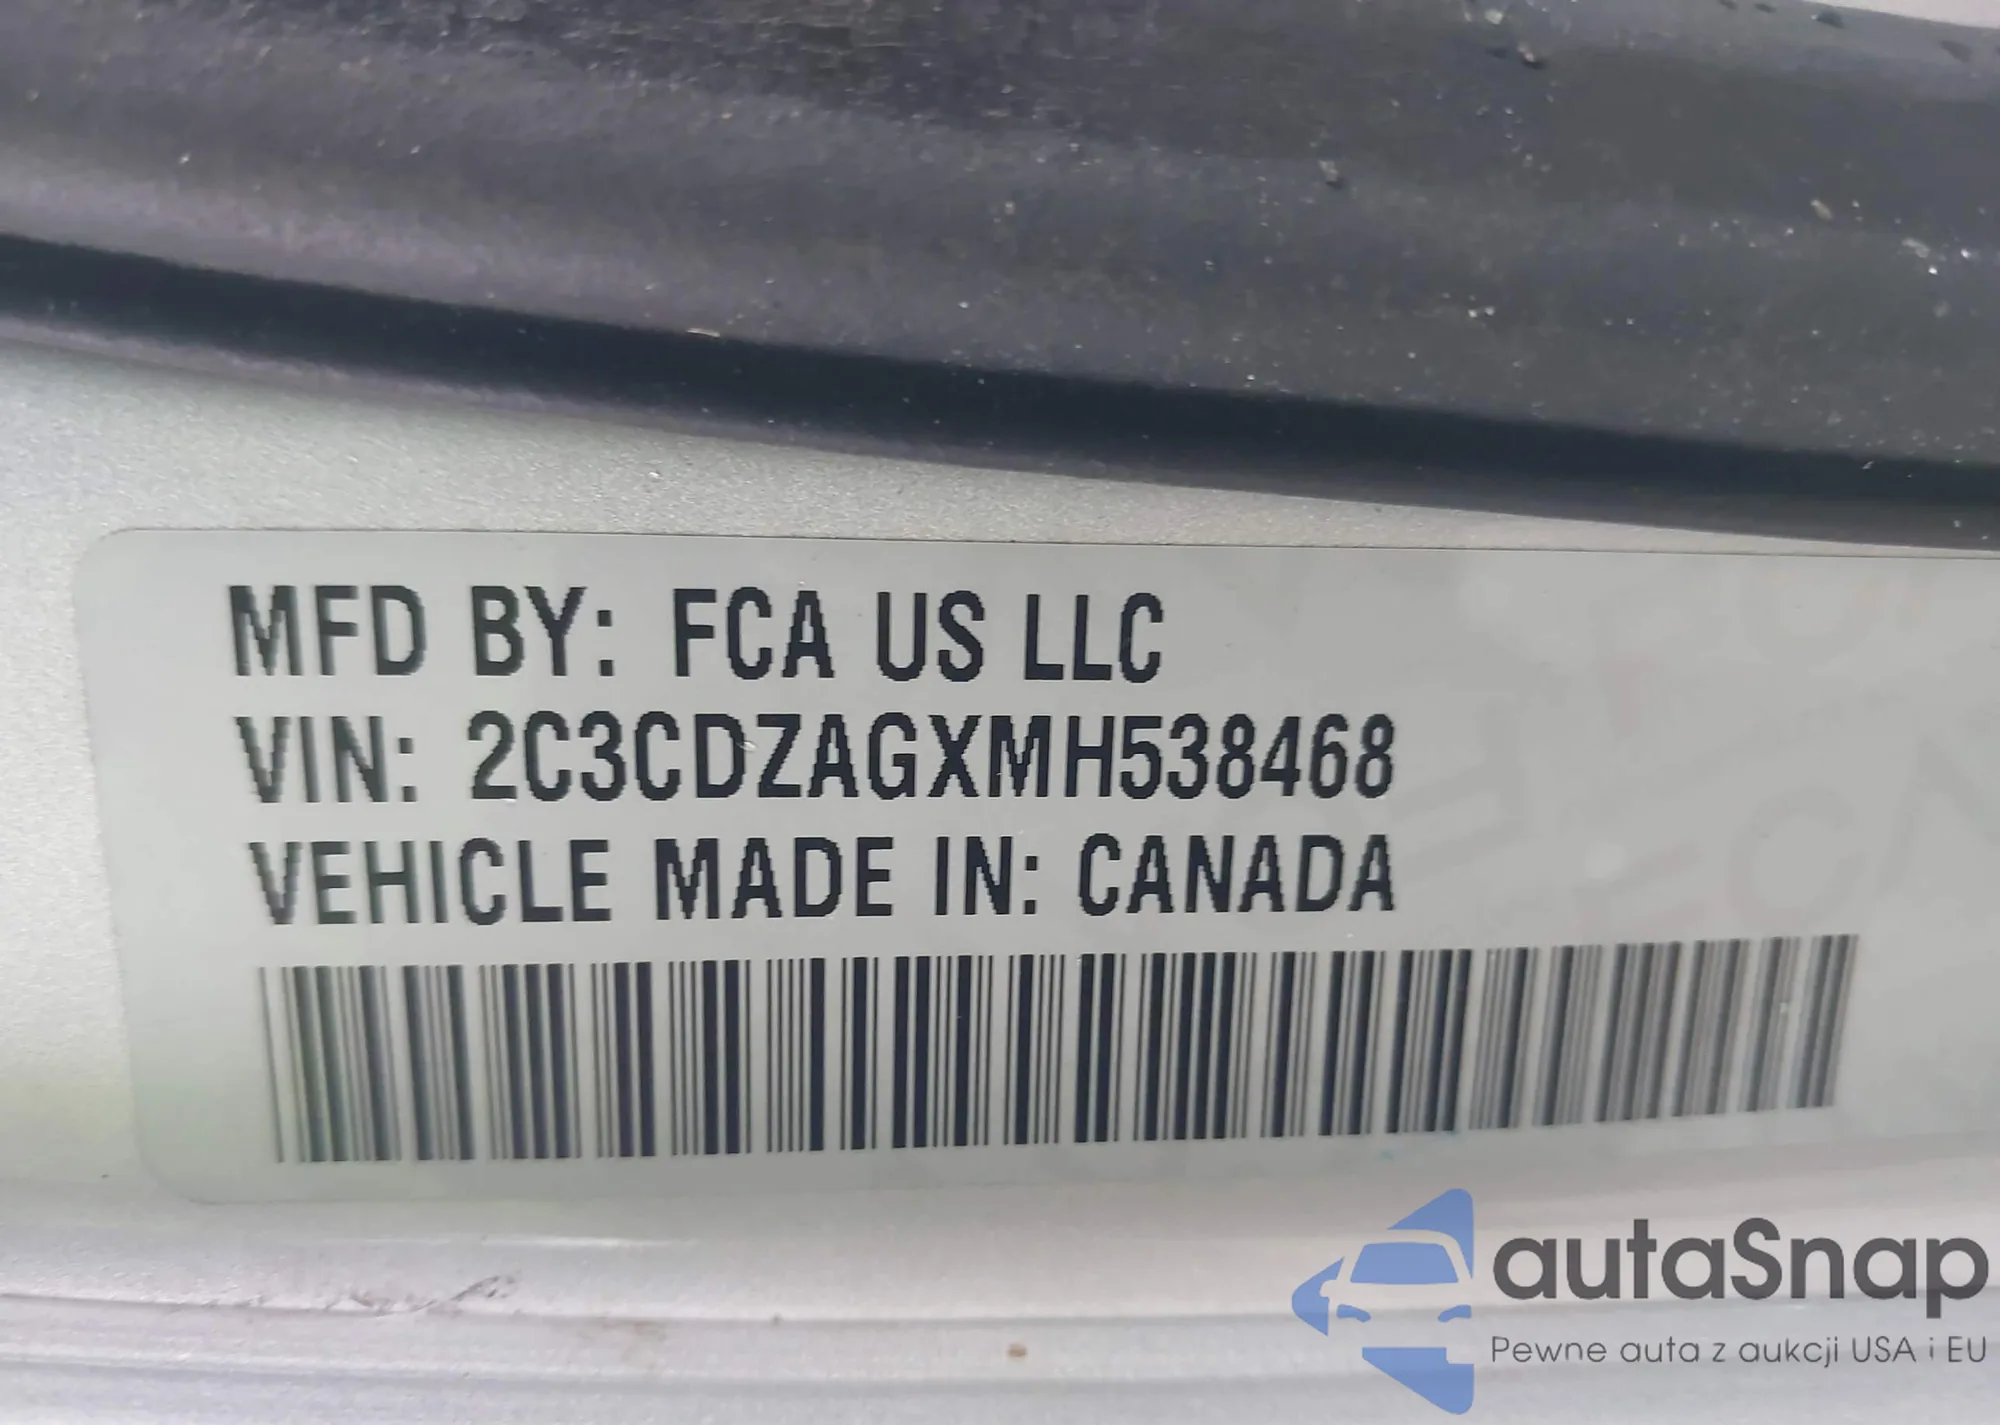 MFD BY: FCA US LLC
VIN: 2C3CDZAGXMH538468
VEHICLE MADE IN: CANADA
autaSnap
Pewne auta z aukcji USA i EU